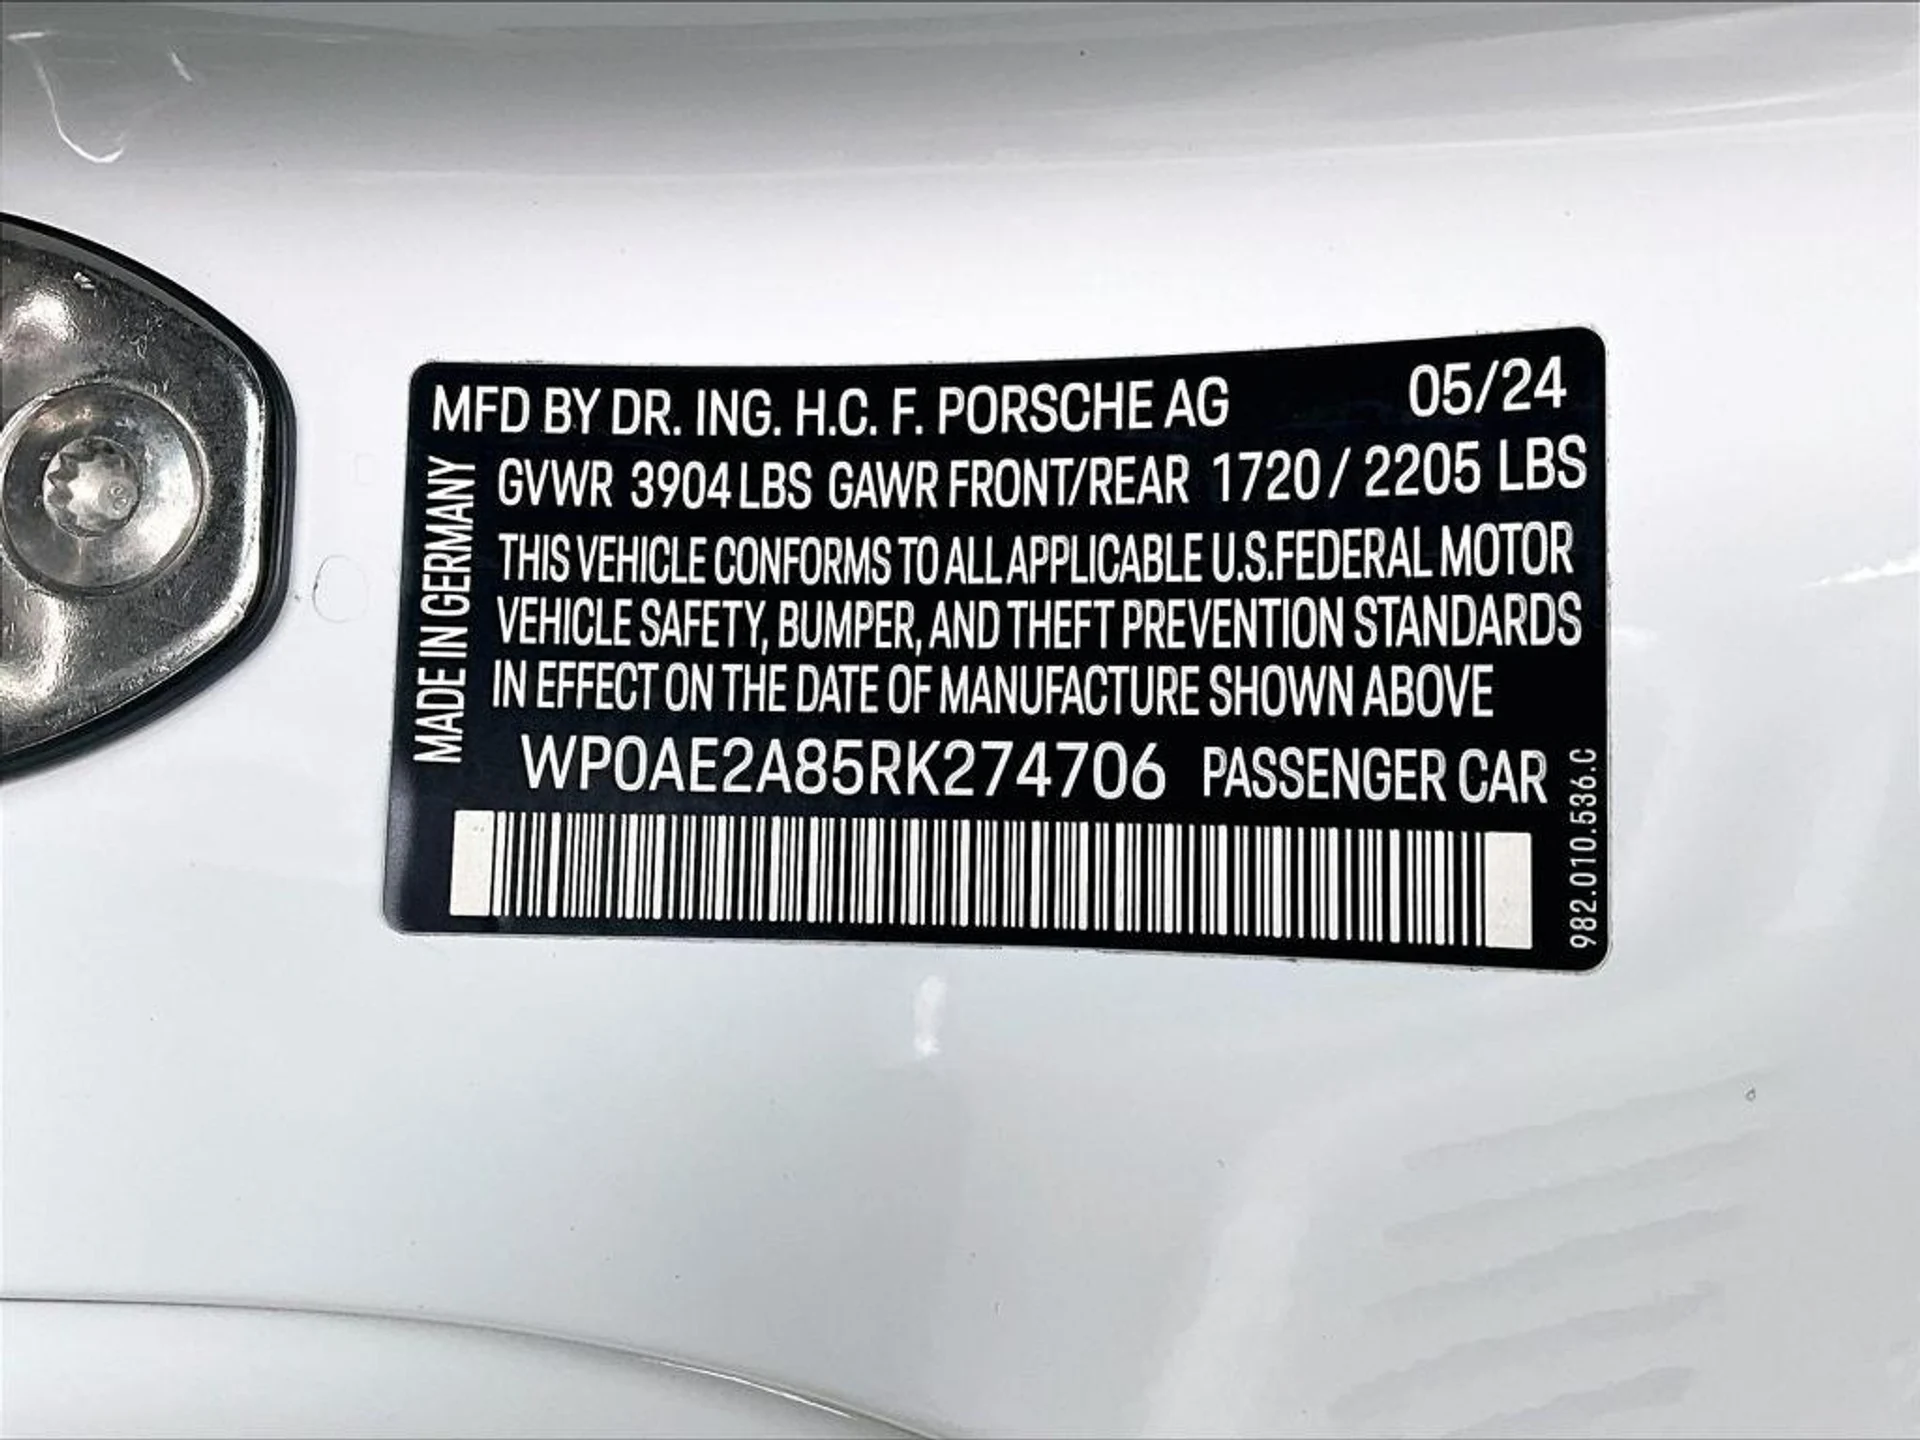 MFD BY DR. ING. H.C. F. PORSCHE AG 05/24
GVWR 3904 LBS GAWR FRONT/REAR 1720 / 2205 LBS
THIS VEHICLE CONFORMS TO ALL APPLICABLE U.S.FEDERAL MOTOR
VEHICLE SAFETY, BUMPER, AND THEFT PREVENTION STANDARDS
IN EFFECT ON THE DATE OF MANUFACTURE SHOWN ABOVE
WP0AE2A85RK274706 PASSENGER CAR
MADE IN GERMANY
982.010.536.C